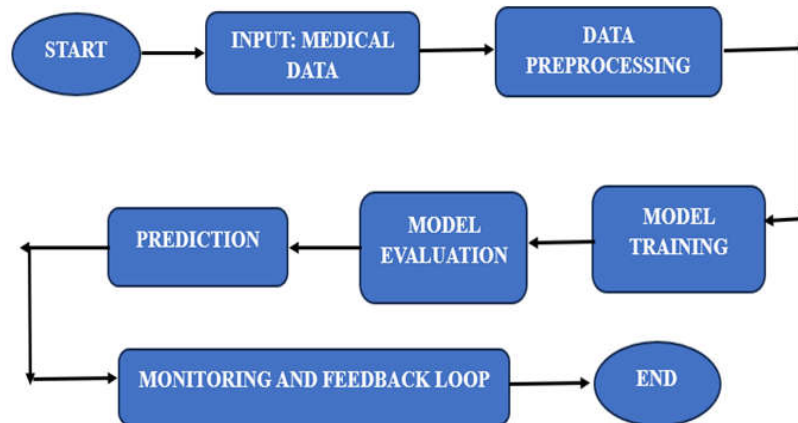 START
INPUT: MEDICAL
DATA
DATA
PREPROCESSING
MODEL
TRAINING
MODEL
EVALUATION
PREDICTION
MONITORING AND FEEDBACK LOOP
END